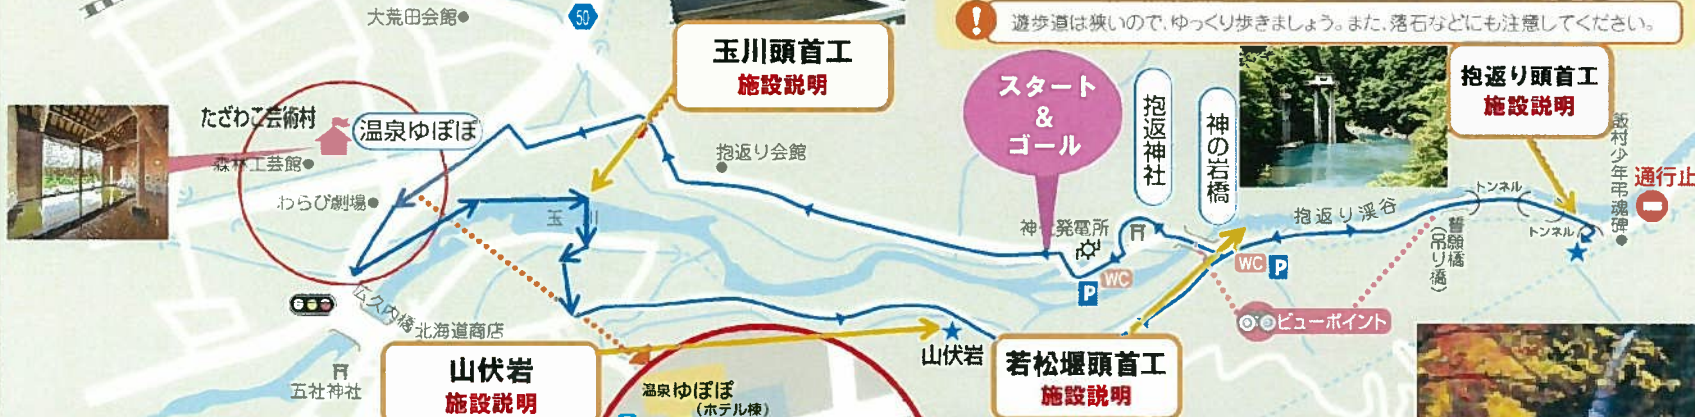 大荒田会館
50
遊歩道は狭いので、ゆっくり歩きましょう。また、落石などにも注意してください。
玉川頭首工
施設説明
スタート
&
ゴール
抱返神社
神の岩橋
抱返り頭首工
施設説明
たざわこ芸術村
温泉ゆぽぽ
森林工芸館
わらび劇場
抱返り会館
飯村少年弔魂碑
通行止
トンネル
トンネル
抱返り渓谷
誓願橋
(吊り橋)
玉川
発電所
WC
P
WC
P
ビューポイント
広久内橋
北海道商店
五社神社
山伏岩
山伏岩
施設説明
若松堰頭首工
施設説明
温泉ゆぽぽ
(ホテル棟)